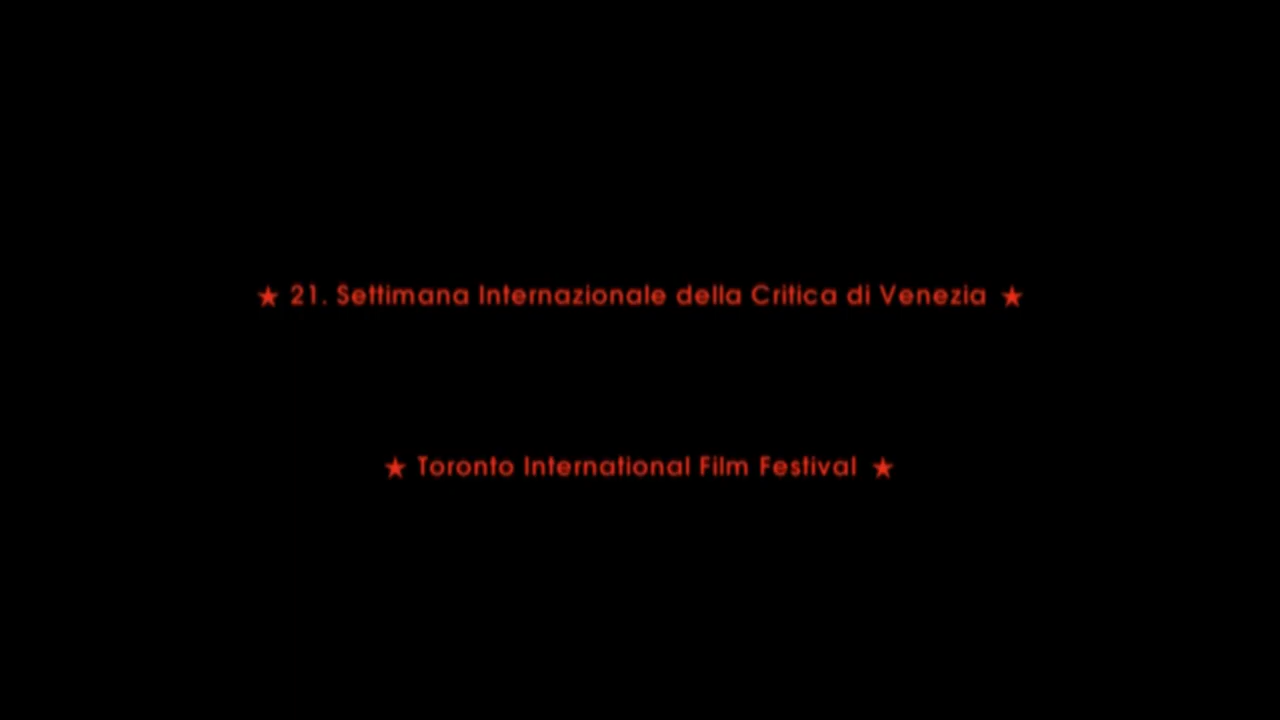 ★ 21. Settimana Internazionale della Critica di Venezia ★
★ Toronto International Film Festival ★